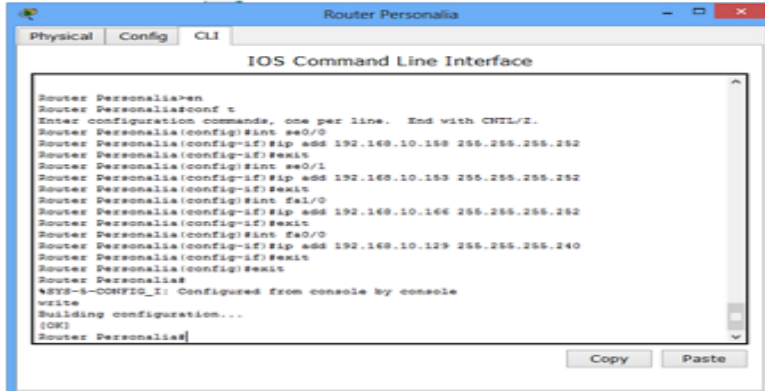 Router Personalia
Physical Config CLI
IOS Command Line Interface
Router Personalia>en
Router Personalia#conf t
Enter configuration commands, one per line. End with CNTL/Z.
Router Personalia(config)#int se0/0
Router Personalia(config-if)#ip add 192.168.10.158 255.255.255.252
Router Personalia(config-if)#exit
Router Personalia(config)#int se0/1
Router Personalia(config-if)#ip add 192.168.10.153 255.255.255.252
Router Personalia(config-if)#exit
Router Personalia(config)#int fa1/0
Router Personalia(config-if)#ip add 192.168.10.166 255.255.255.252
Router Personalia(config-if)#exit
Router Personalia(config)#int fa0/0
Router Personalia(config-if)#ip add 192.168.10.129 255.255.255.240
Router Personalia(config-if)#exit
Router Personalia(config)#exit
Router Personalia#
%SYS-5-CONFIG_I: Configured from console by console
write
Building configuration...
[OK]
Router Personalia#
Copy Paste